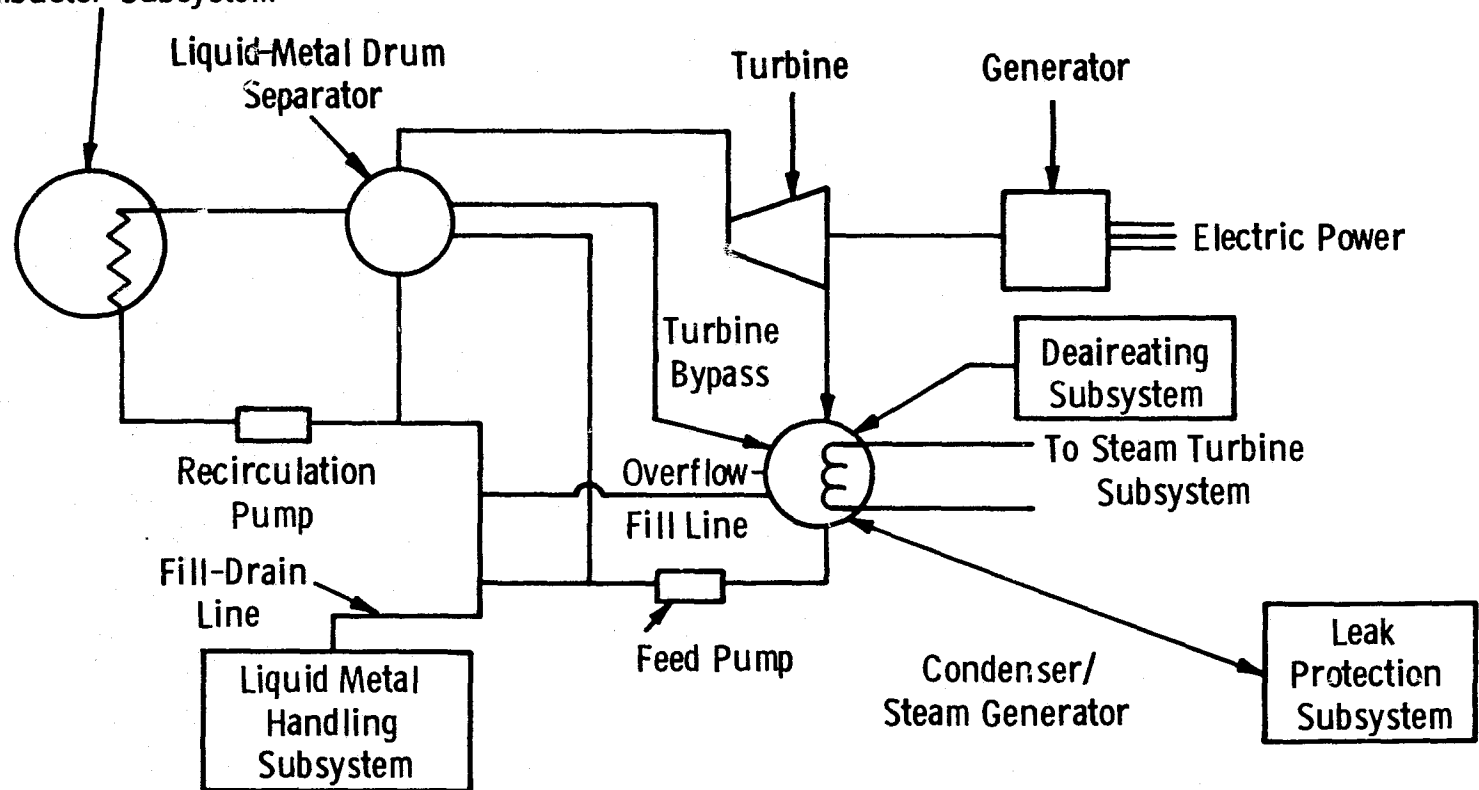 Subsystem
Liquid-Metal Drum
Separator
Turbine
Generator
Electric Power
Turbine
Bypass
Deaireating
Subsystem
To Steam Turbine
Subsystem
Overflow
Fill Line
Recirculation
Pump
Fill-Drain
Line
Feed Pump
Liquid Metal
Handling
Subsystem
Condenser/
Steam Generator
Leak
Protection
Subsystem